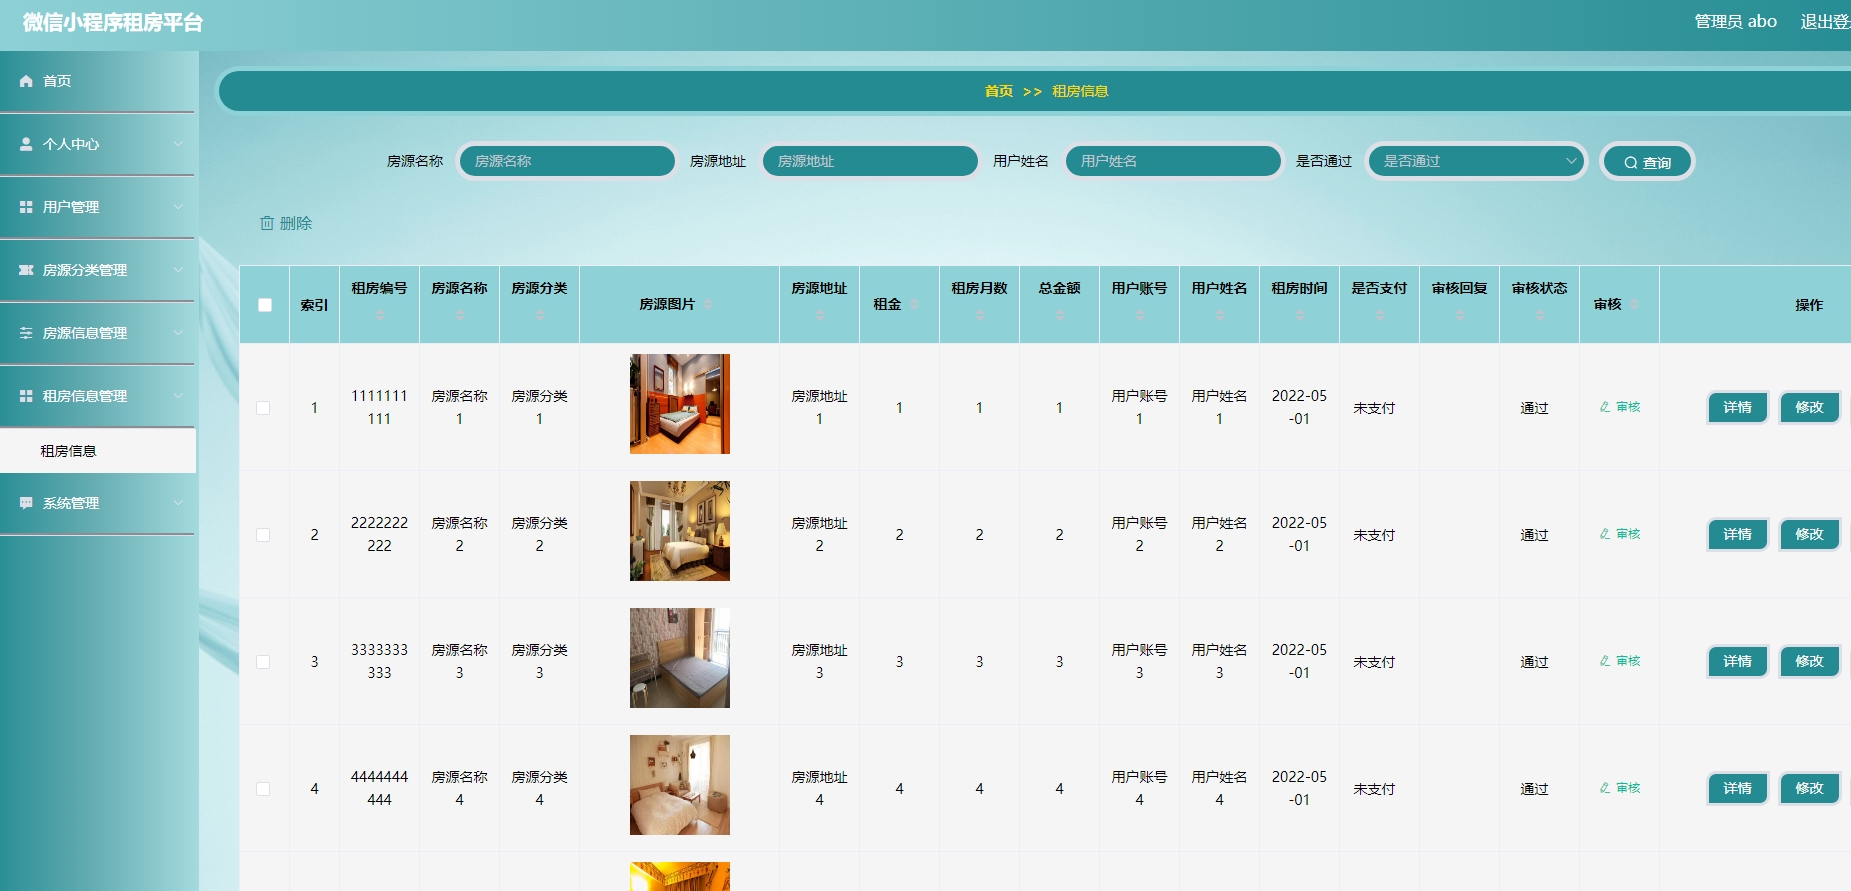 微信小程序租房平台
管理员 abo 退出登
首页
个人中心
用户管理
房源分类管理
房源信息管理
租房信息管理
租房信息
系统管理
首页 >> 租房信息
房源名称 房源名称 房源地址 房源地址 用户姓名 用户姓名 是否通过 是否通过 查询
删除
索引 租房编号 房源名称 房源分类 房源图片 房源地址 租金 租房月数 总金额 用户账号 用户姓名 租房时间 是否支付 审核回复 审核状态 审核 操作
1 1111111111 房源名称1 房源分类1 房源地址1 1 1 1 用户账号1 用户姓名1 2022-05-01 未支付 通过 审核 详情 修改
2 2222222222 房源名称2 房源分类2 房源地址2 2 2 2 用户账号2 用户姓名2 2022-05-01 未支付 通过 审核 详情 修改
3 3333333333 房源名称3 房源分类3 房源地址3 3 3 3 用户账号3 用户姓名3 2022-05-01 未支付 通过 审核 详情 修改
4 4444444444 房源名称4 房源分类4 房源地址4 4 4 4 用户账号4 用户姓名4 2022-05-01 未支付 通过 审核 详情 修改